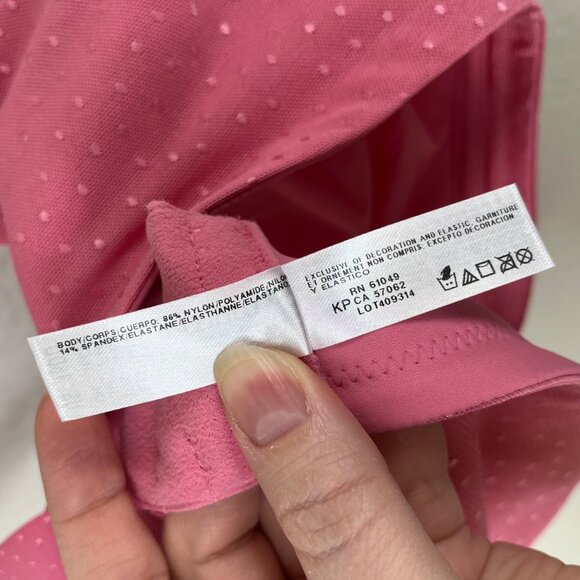 BODY/CORPS/CUERPO: 86% NYLON/POLYAMIDE/NILON
14% SPANDEX/ELASTANE/ELASTHANNE/ELASTANO
EXCLUSIVE OF DECORATION AND ELASTIC. GARNITURE
ET ORNEMENT NON COMPRIS. EXCEPTO DECORACION
Y ELASTICO
RN 61049
KP CA 57062
LOT409314